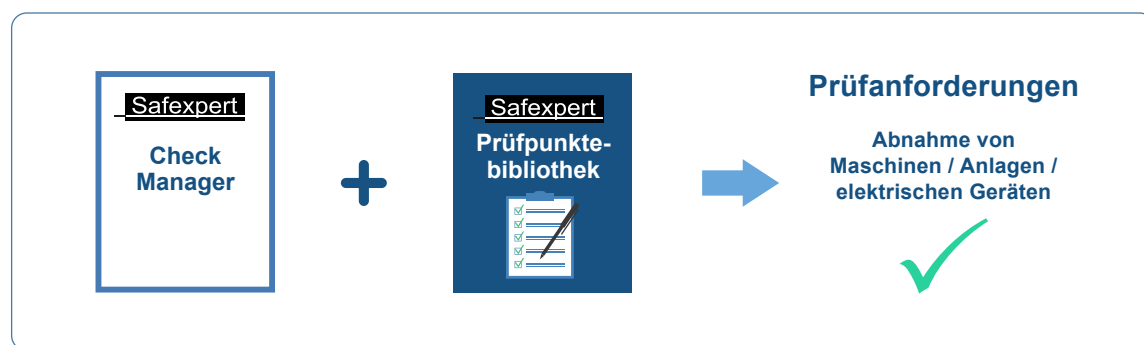 Safexpert
Check
Manager
Safexpert
Prüfpunkte-
bibliothek
Prüfanforderungen
Abnahme von
Maschinen / Anlagen /
elektrischen Geräten